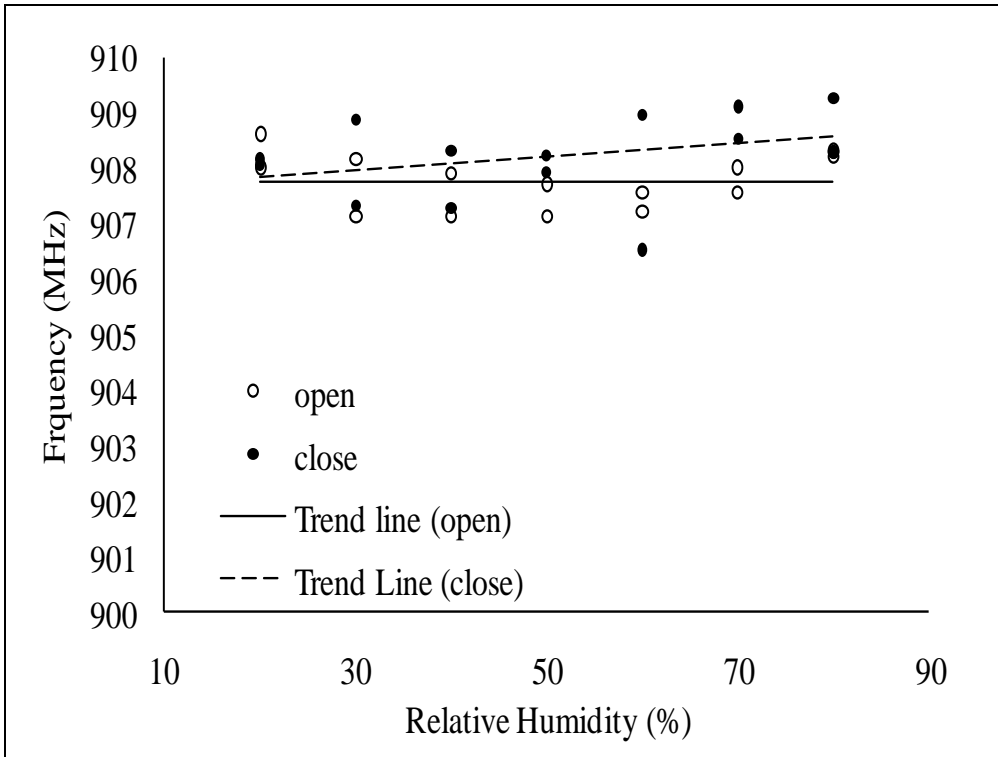 910
909
908
907
906
905
904
903
902
901
900
Frquency (MHz)
open
close
Trend line (open)
Trend Line (close)
10 30 50 70 90
Relative Humidity (%)